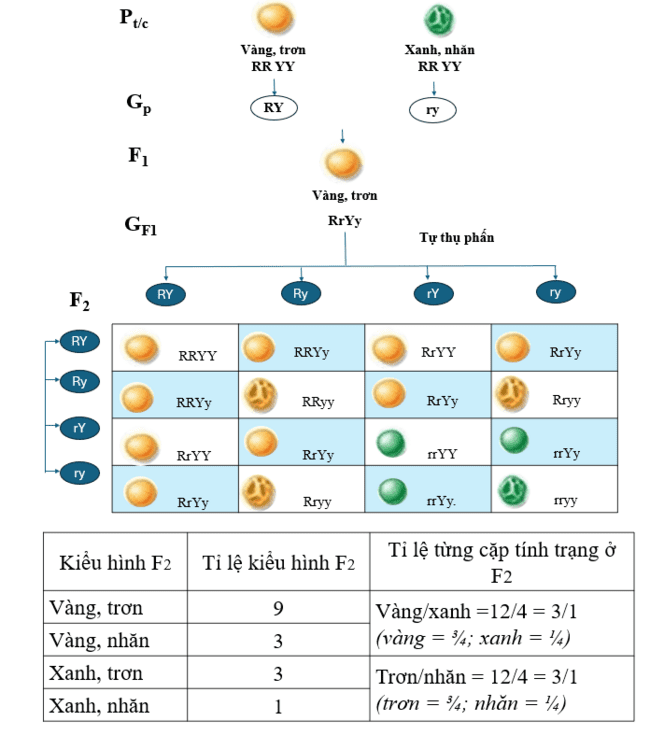 Pt/c
Vàng, trơn
RR YY
Xanh, nhăn
RR YY
Gp
RY
ry
F1
Vàng, trơn
RrYy
GF1
Tự thụ phấn
F2
RY
Ry
rY
ry
RY
RRYY
RRYy
RrYY
RrYy
Ry
RRYy
RRyy
RrYy
Rryy
rY
RrYY
RrYy
rrYY
rrYy
ry
RrYy
Rryy
rrYy.
rryy
Kiểu hình F2
Tỉ lệ kiểu hình F2
Tỉ lệ từng cặp tính trạng ở
F2
Vàng, trơn
9
Vàng/xanh =12/4 = 3/1
Vàng, nhăn
3
(vàng = ¾; xanh = ¼)
Xanh, trơn
3
Trơn/nhăn = 12/4 = 3/1
Xanh, nhăn
1
(trơn = ¾; nhăn = ¼)